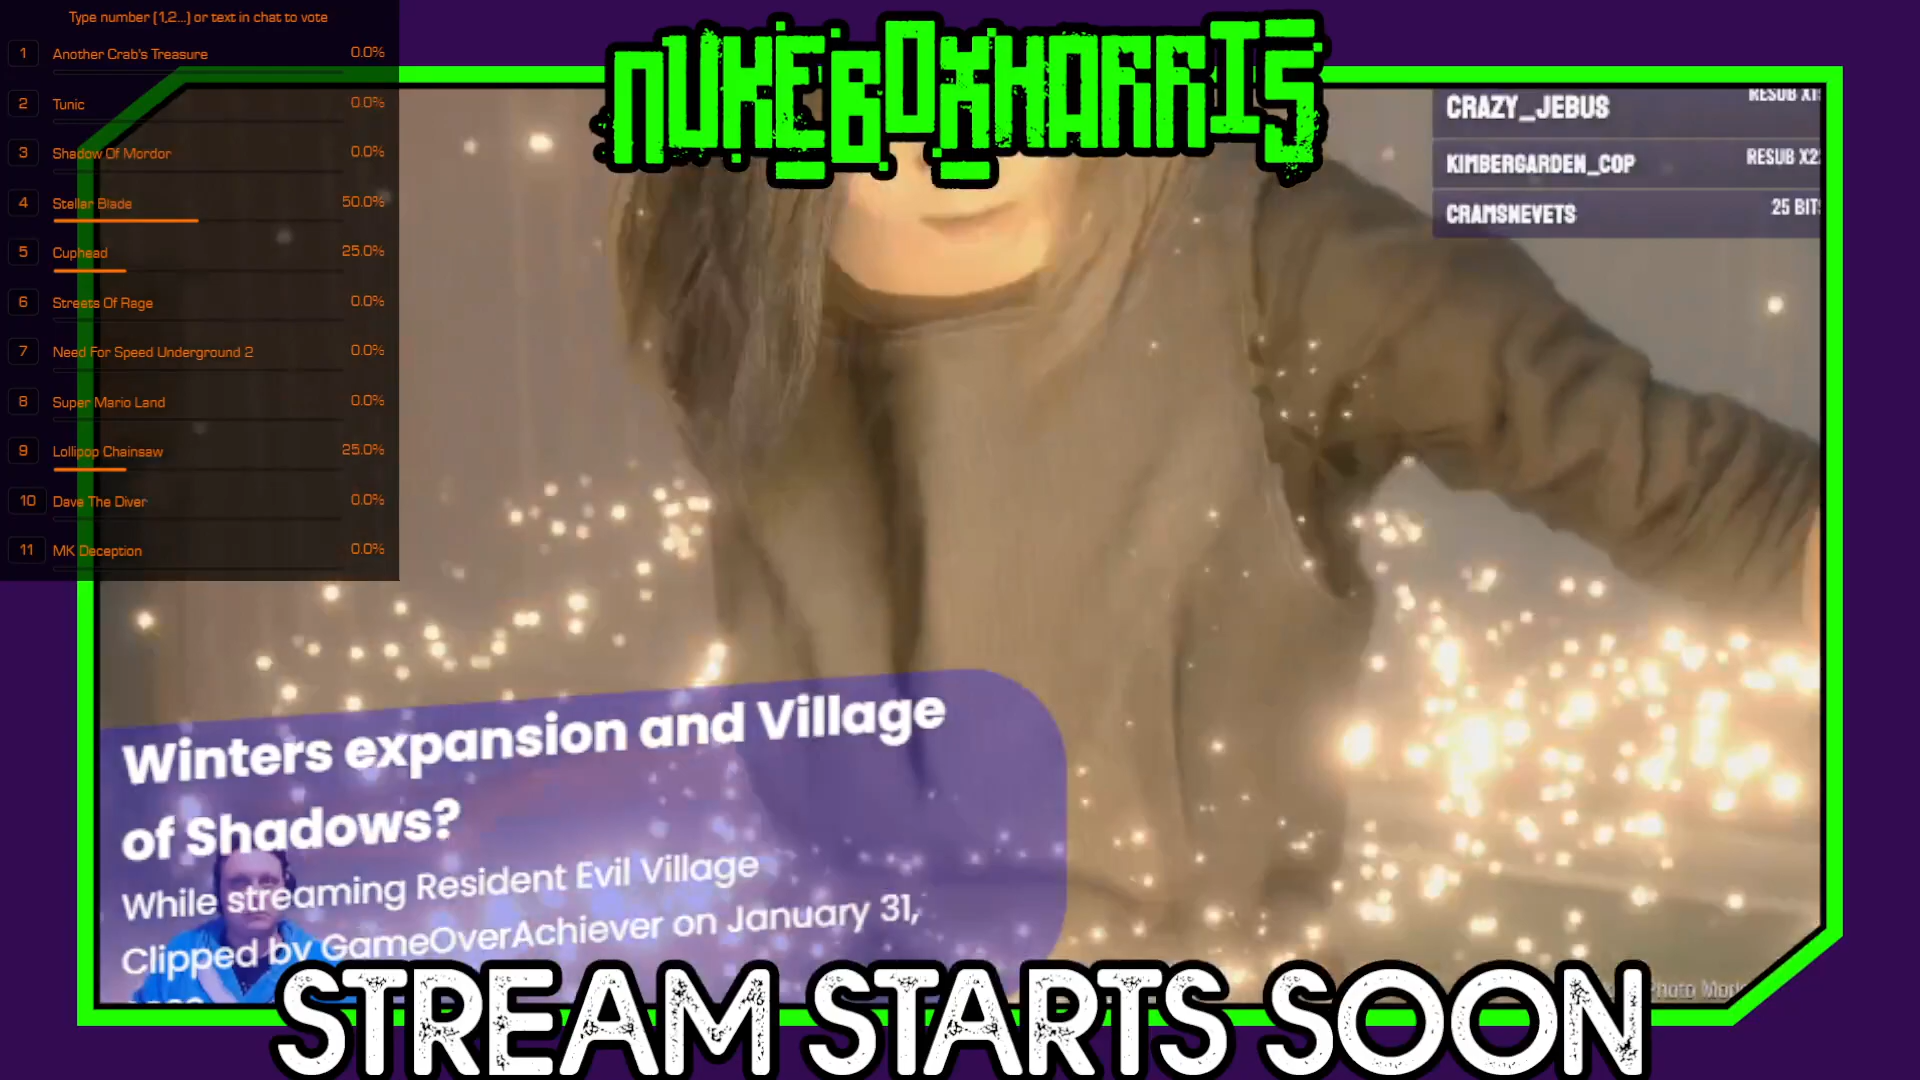 Type number [1,2...] or text in chat to vote
1 Another Crab's Treasure 0.0%
2 Tunic 0.0%
3 Shadow Of Mordor 0.0%
4 Stellar Blade 50.0%
5 Cuphead 25.0%
6 Streets Of Rage 0.0%
7 Need For Speed Underground 2 0.0%
8 Super Mario Land 0.0%
9 Lollipop Chainsaw 25.0%
10 Dave The Diver 0.0%
11 MK Deception 0.0%
NUKEBOXHARRIS
CRAZY_JEBUS RESUB
KIMBERGARDEN_COP RESUB
CRAMSNEVETS 25
Winters expansion and Village
of Shadows?
While streaming Resident Evil Village
Clipped by GameOverAchiever on January 31,
Photo
STREAM STARTS SOON